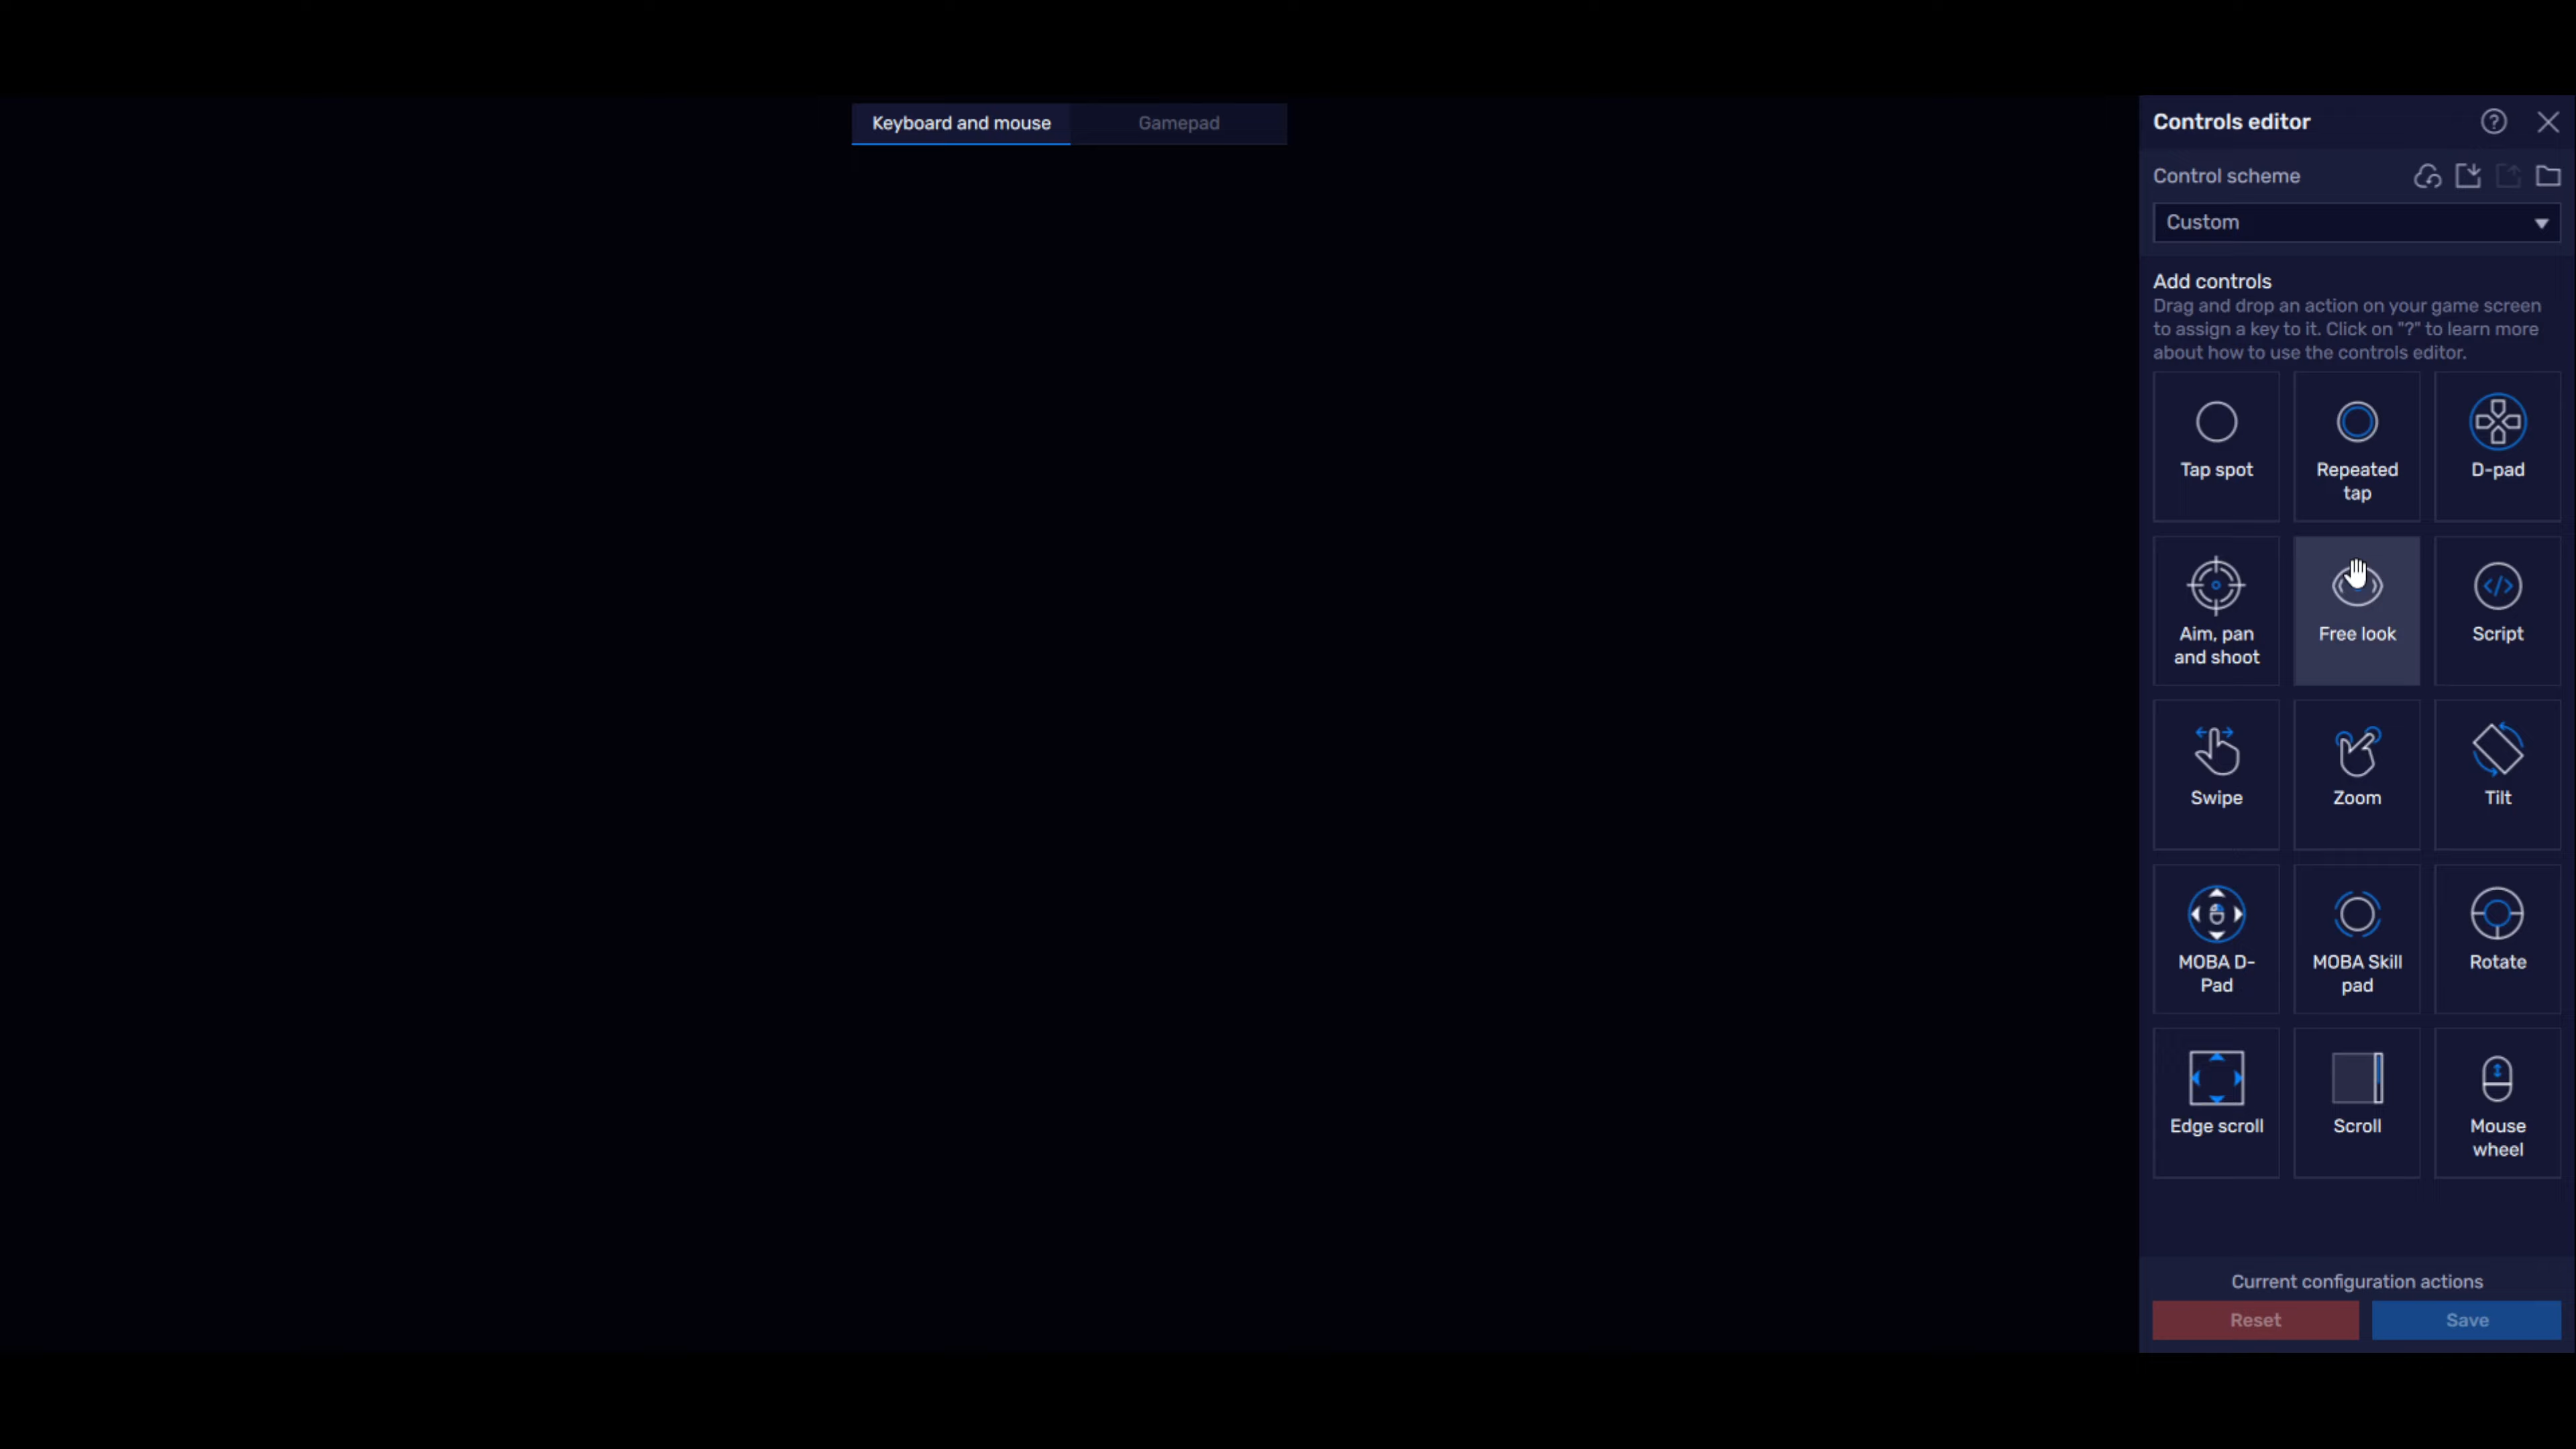 Keyboard and mouse
Gamepad
Controls editor
Control scheme
Custom
Add controls
Drag and drop an action on your game screen
to assign a key to it. Click on "?" to learn more
about how to use the controls editor.
Tap spot
Repeated
tap
D-pad
Aim, pan
and shoot
Free look
Script
Swipe
Zoom
Tilt
MOBA D-
Pad
MOBA Skill
pad
Rotate
Edge scroll
Scroll
Mouse
wheel
Current configuration actions
Reset
Save